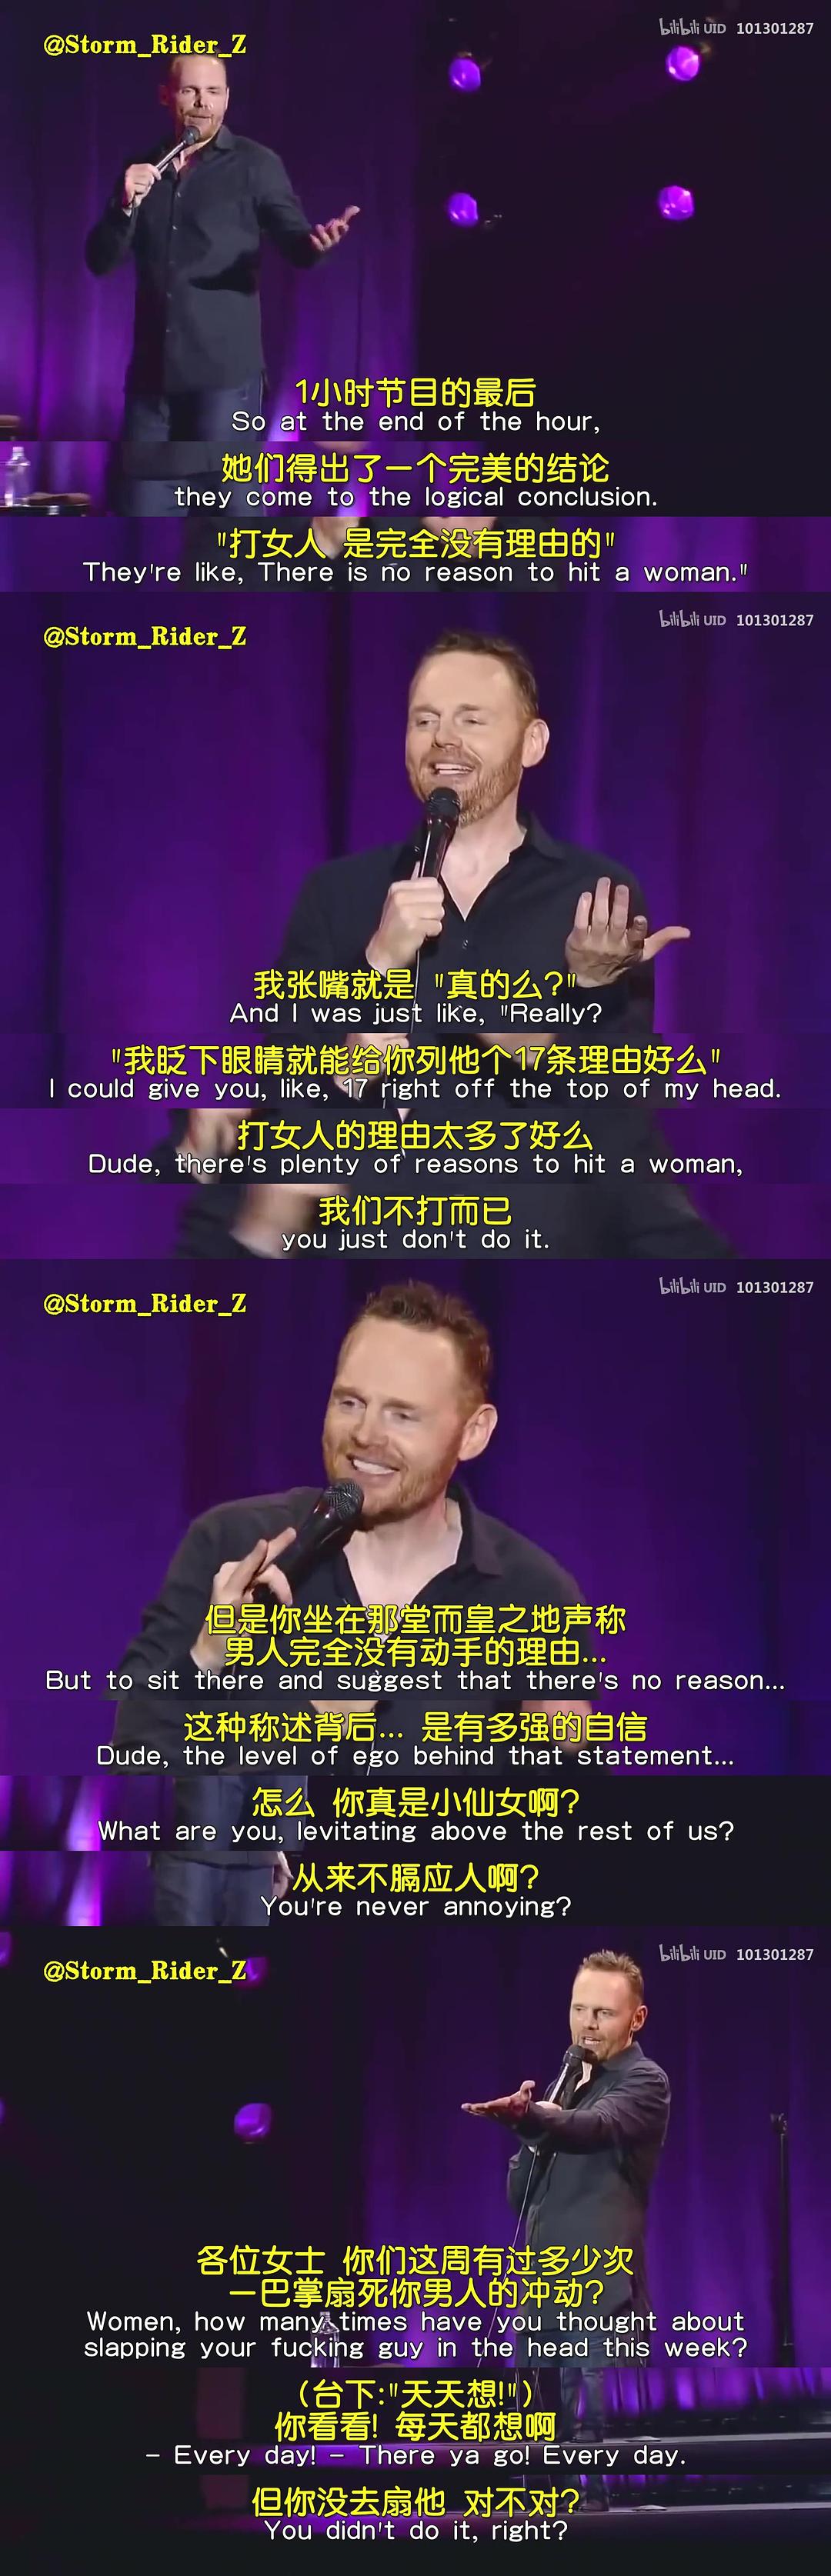 @Storm_Rider_Z
bilibili UID 101301287
1小时节目的最后
So at the end of the hour,
她们得出了一个完美的结论
they come to the logical conclusion.
"打女人 是完全没有理由的"
They're like, There is no reason to hit a woman."
@Storm_Rider_Z
bilibili UID 101301287
我张嘴就是 "真的么?"
And I was just like, "Really?
"我眨下眼睛就能给你列他个17条理由好么"
I could give you, like, 17 right off the top of my head.
打女人的理由太多了好么
Dude, there's plenty of reasons to hit a woman,
我们不打而已
you just don't do it.
@Storm_Rider_Z
bilibili UID 101301287
但是你坐在那堂而皇之地声称
男人完全没有动手的理由...
But to sit there and suggest that there's no reason...
这种称述背后... 是有多强的自信
Dude, the level of ego behind that statement...
怎么 你真是小仙女啊?
What are you, levitating above the rest of us?
从来不膈应人啊?
You're never annoying?
@Storm_Rider_Z
bilibili UID 101301287
各位女士 你们这周有过多少次
一巴掌扇死你男人的冲动?
Women, how many times have you thought about
slapping your fucking guy in the head this week?
(台下:"天天想!")
你看看! 每天都想啊
– Every day! – There ya go! Every day.
但你没去扇他 对不对?
You didn't do it, right?